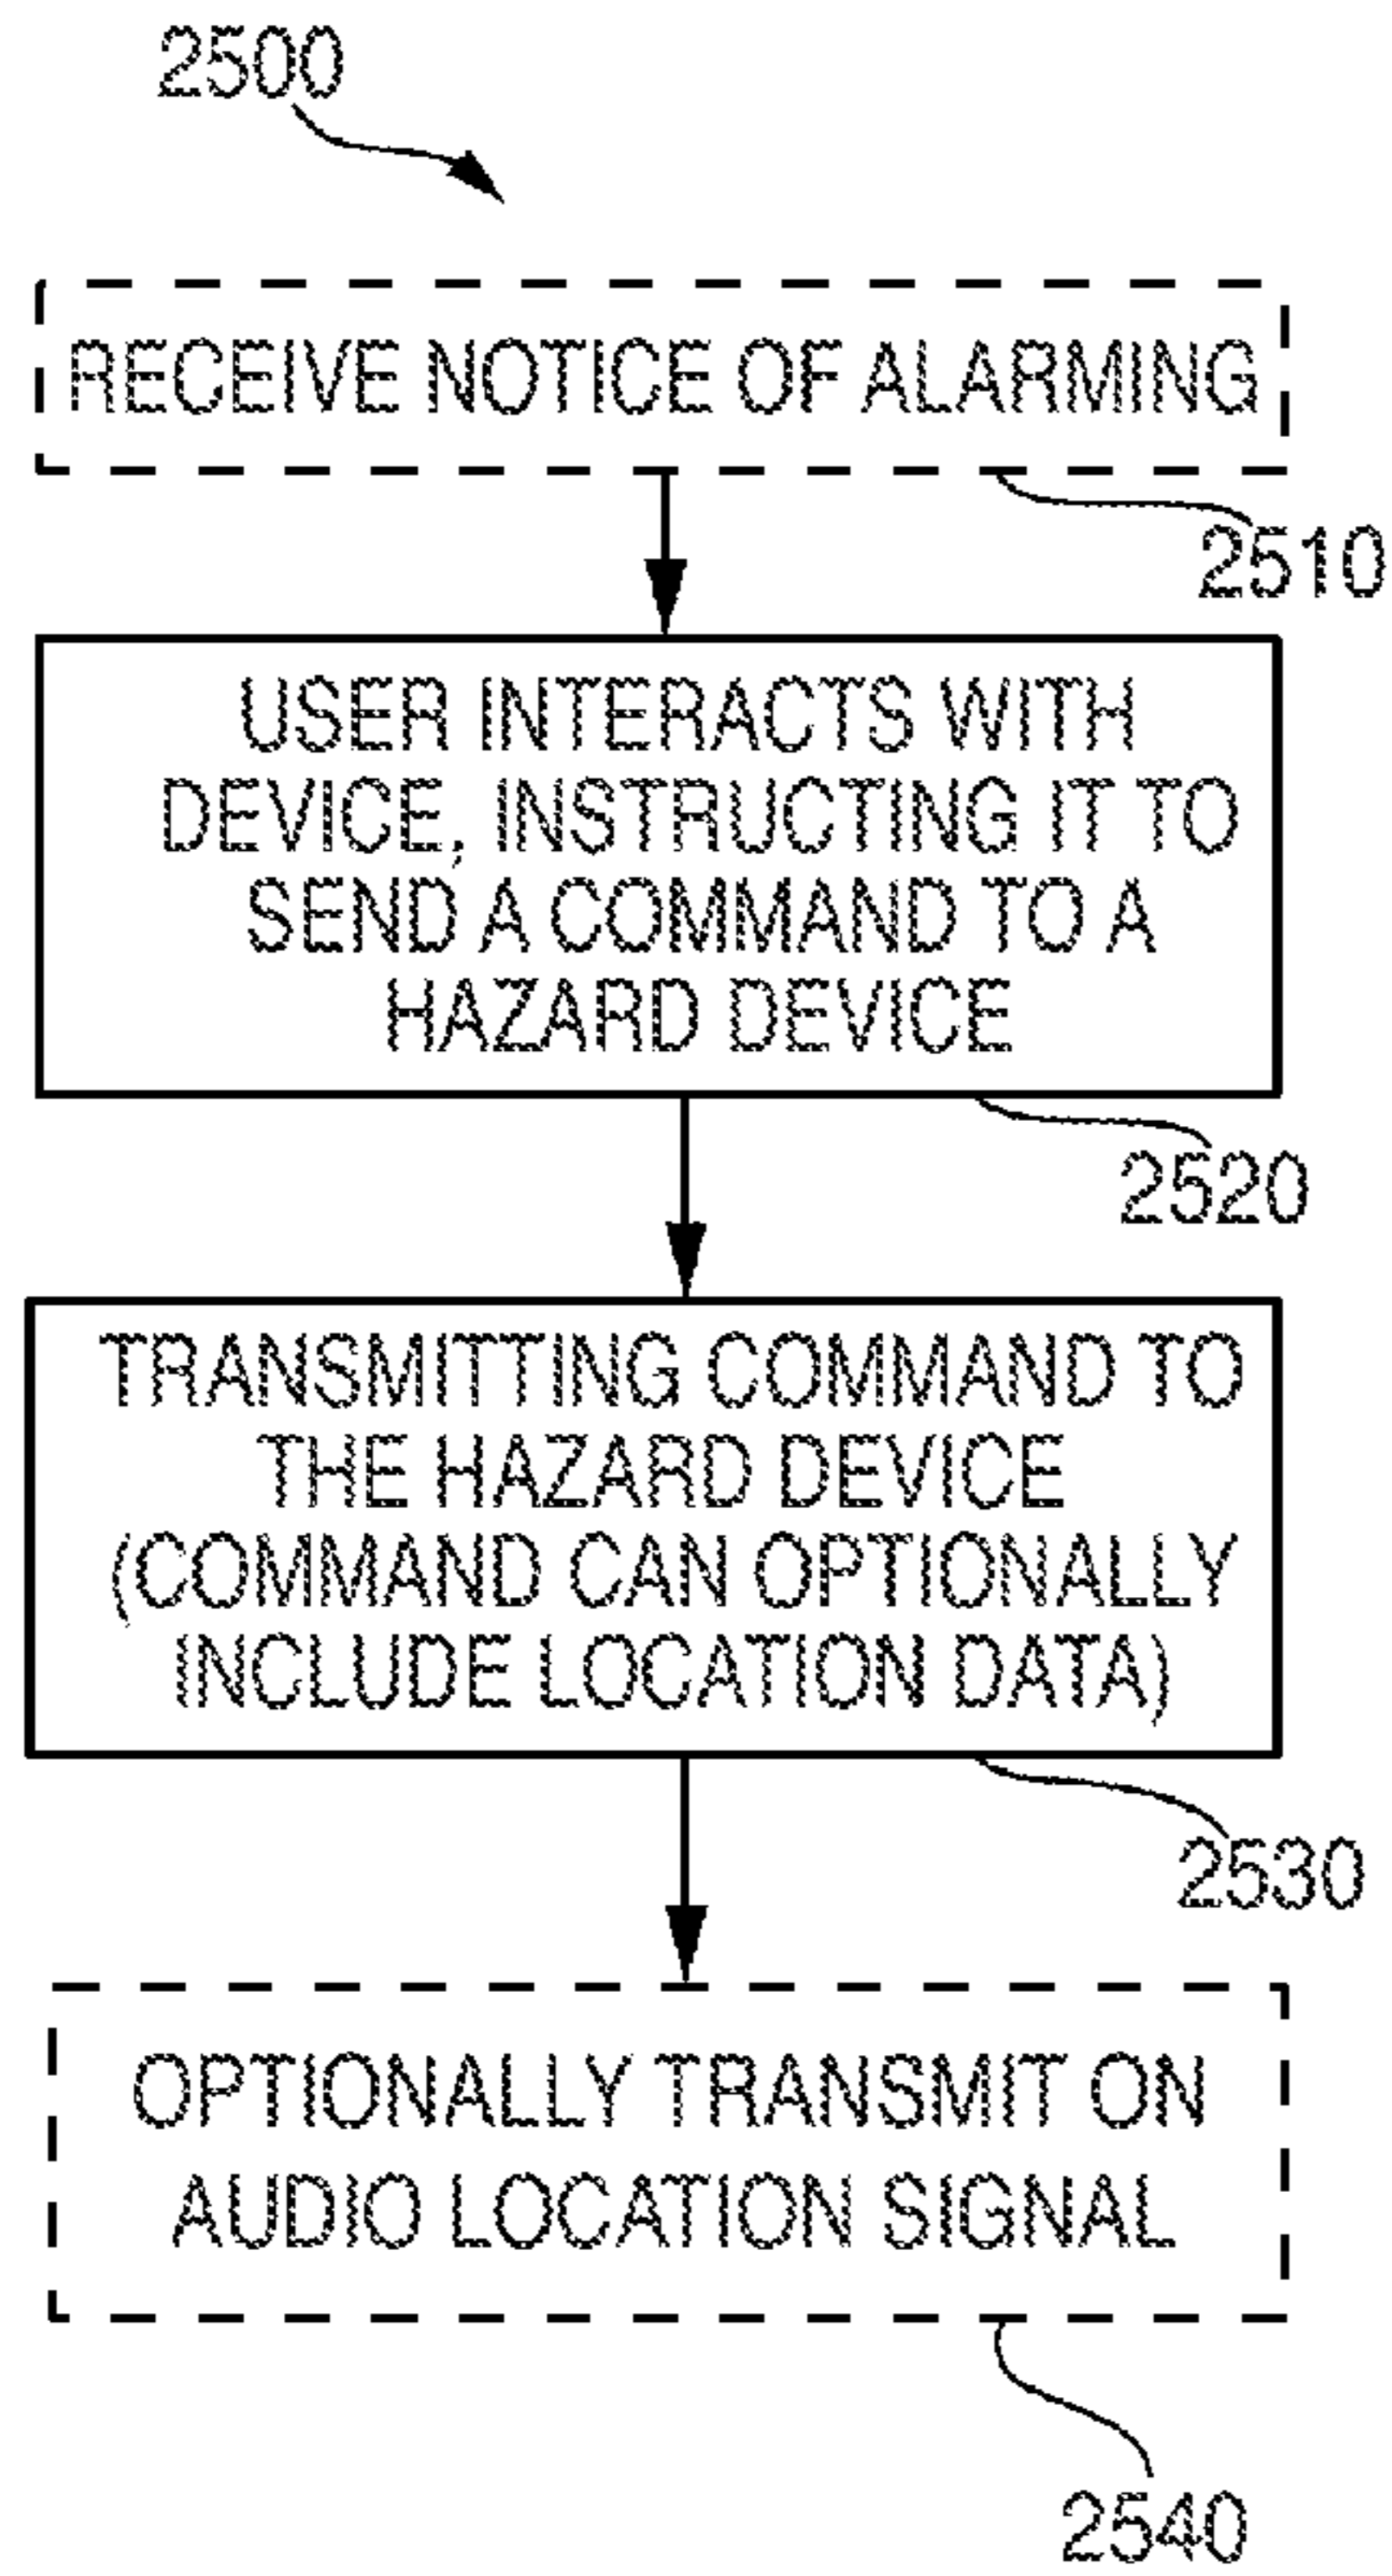 2500
RECEIVE NOTICE OF ALARMING
2510
USER INTERACTS WITH
DEVICE, INSTRUCTING IT TO
SEND A COMMAND TO A
HAZARD DEVICE
2520
TRANSMITTING COMMAND TO
THE HAZARD DEVICE
(COMMAND CAN OPTIONALLY
INCLUDE LOCATION DATA)
2530
OPTIONALLY TRANSMIT ON
AUDIO LOCATION SIGNAL
2540